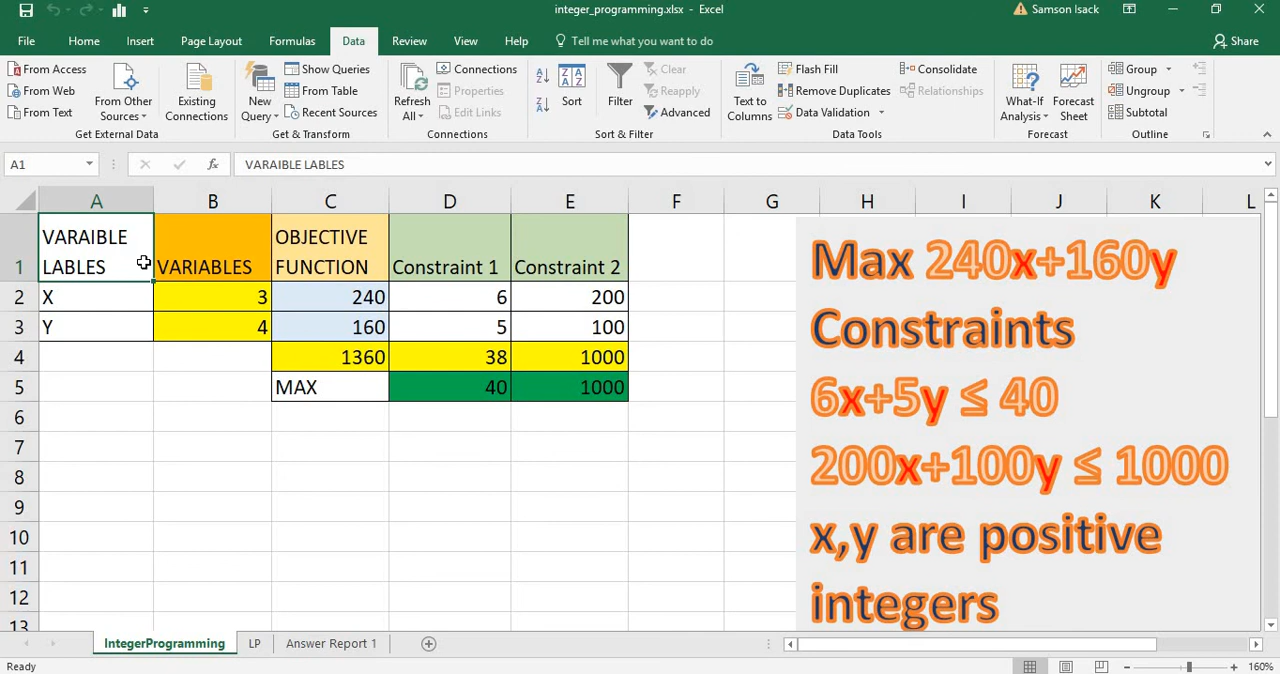 integer_programming.xlsx - Excel
Samson Isack
File Home Insert Page Layout Formulas Data Review View Help Tell me what you want to do Share
From Access
From Web
From Text
From Other Sources
Existing Connections
Get External Data
New Query
Show Queries
From Table
Recent Sources
Get & Transform
Refresh All
Connections
Properties
Edit Links
Connections
Sort
Filter
Clear
Reapply
Advanced
Sort & Filter
Text to Columns
Flash Fill
Remove Duplicates
Data Validation
Consolidate
Relationships
Data Tools
What-If Analysis
Forecast Sheet
Forecast
Group
Ungroup
Subtotal
Outline
A1 fx VARAIBLE LABLES
A B C D E F G H I J K L
1 VARAIBLE LABLES VARIABLES OBJECTIVE FUNCTION Constraint 1 Constraint 2
2 X 3 240 6 200
3 Y 4 160 5 100
4 1360 38 1000
5 MAX 40 1000
6
7
8
9
10
11
12
13
Max 240x+160y
Constraints
6x+5y ≤ 40
200x+100y ≤ 1000
x,y are positive
integers
IntegerProgramming LP Answer Report 1
Ready 160%